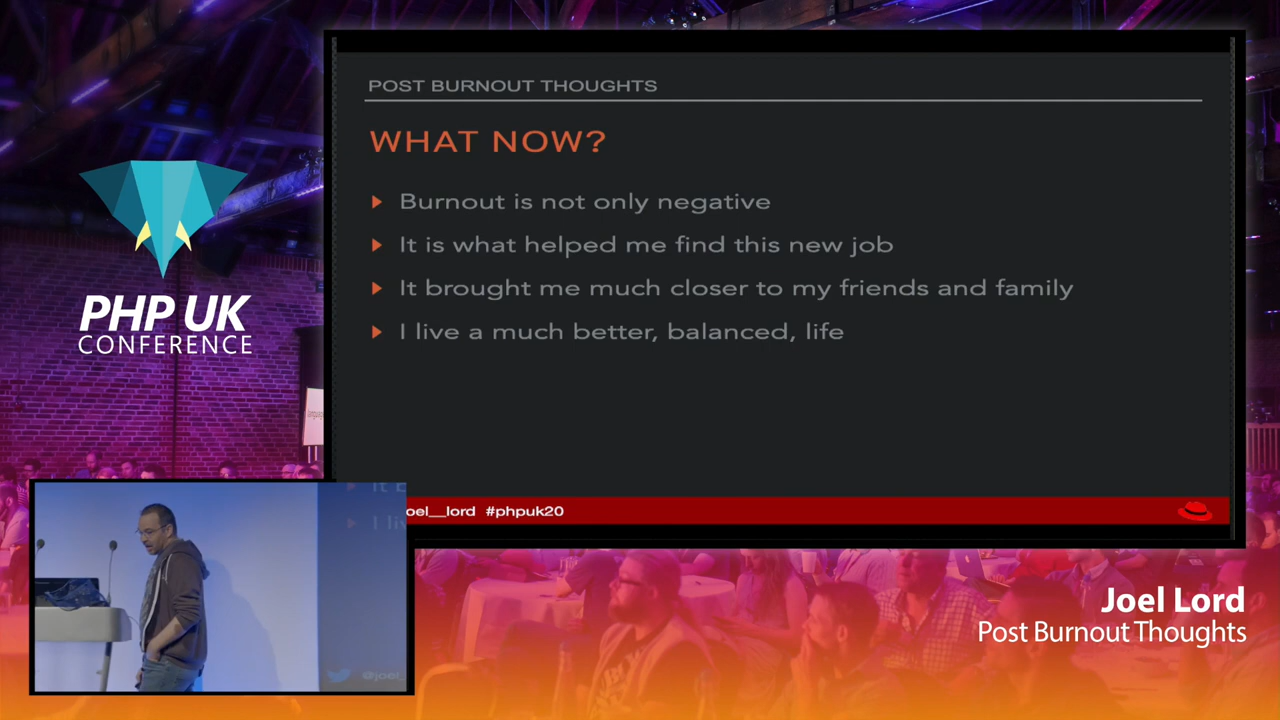 POST BURNOUT THOUGHTS
WHAT NOW?
Burnout is not only negative
It is what helped me find this new job
It brought me much closer to my friends and family
I live a much better, balanced, life
oel__lord #phpuk20
PHP UK
CONFERENCE
@joel_
Joel Lord
Post Burnout Thoughts